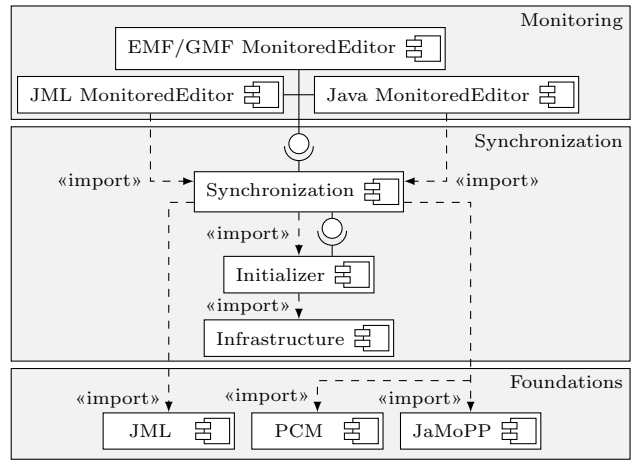 Monitoring
EMF/GMF MonitoredEditor
JML MonitoredEditor
Java MonitoredEditor
Synchronization
«import»
«import»
Synchronization
«import»
Initializer
«import»
Infrastructure
Foundations
«import»
«import»
«import»
JML
PCM
JaMoPP